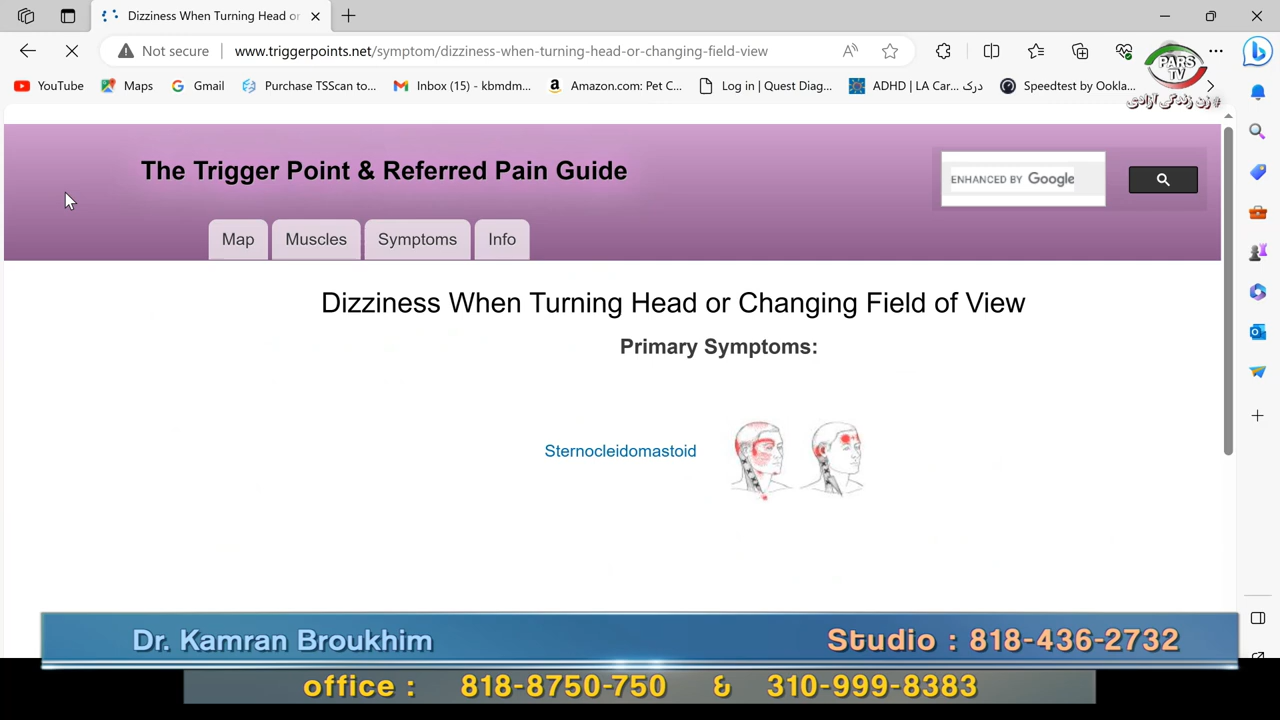 Dizziness When Turning Head or
Not secure
www.triggerpoints.net/symptom/dizziness-when-turning-head-or-changing-field-view
YouTube
Maps
Gmail
Purchase TSScan to...
Inbox (15) - kbmdm...
Amazon.com: Pet C...
Log in | Quest Diag...
ADHD | LA Car... درک
Speedtest by Ookla...
PARS
TV
#زن زندگی آزادی
The Trigger Point & Referred Pain Guide
ENHANCED BY Google
Map
Muscles
Symptoms
Info
Dizziness When Turning Head or Changing Field of View
Primary Symptoms:
Sternocleidomastoid
Dr. Kamran Broukhim
Studio : 818-436-2732
office : 818-8750-750 & 310-999-8383